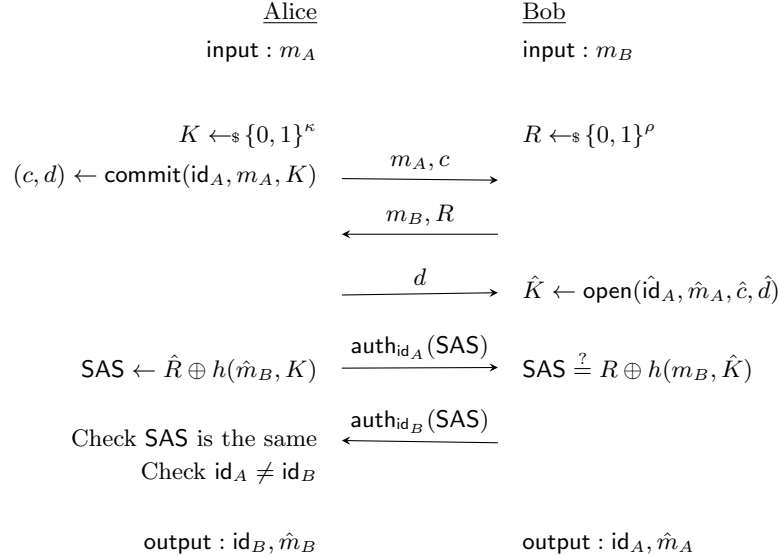 Alice Bob
input : m_A input : m_B
K ←$ {0, 1}^κ R ←$ {0, 1}^ρ
(c, d) ← commit(id_A, m_A, K) m_A, c
m_B, R
d K̂ ← open(îd_A, m̂_A, ĉ, d̂)
SAS ← R̂ ⊕ h(m̂_B, K) auth_{id_A}(SAS) SAS ≟ R ⊕ h(m_B, K̂)
auth_{id_B}(SAS)
Check SAS is the same
Check id_A ≠ id_B
output : id_B, m̂_B output : id_A, m̂_A